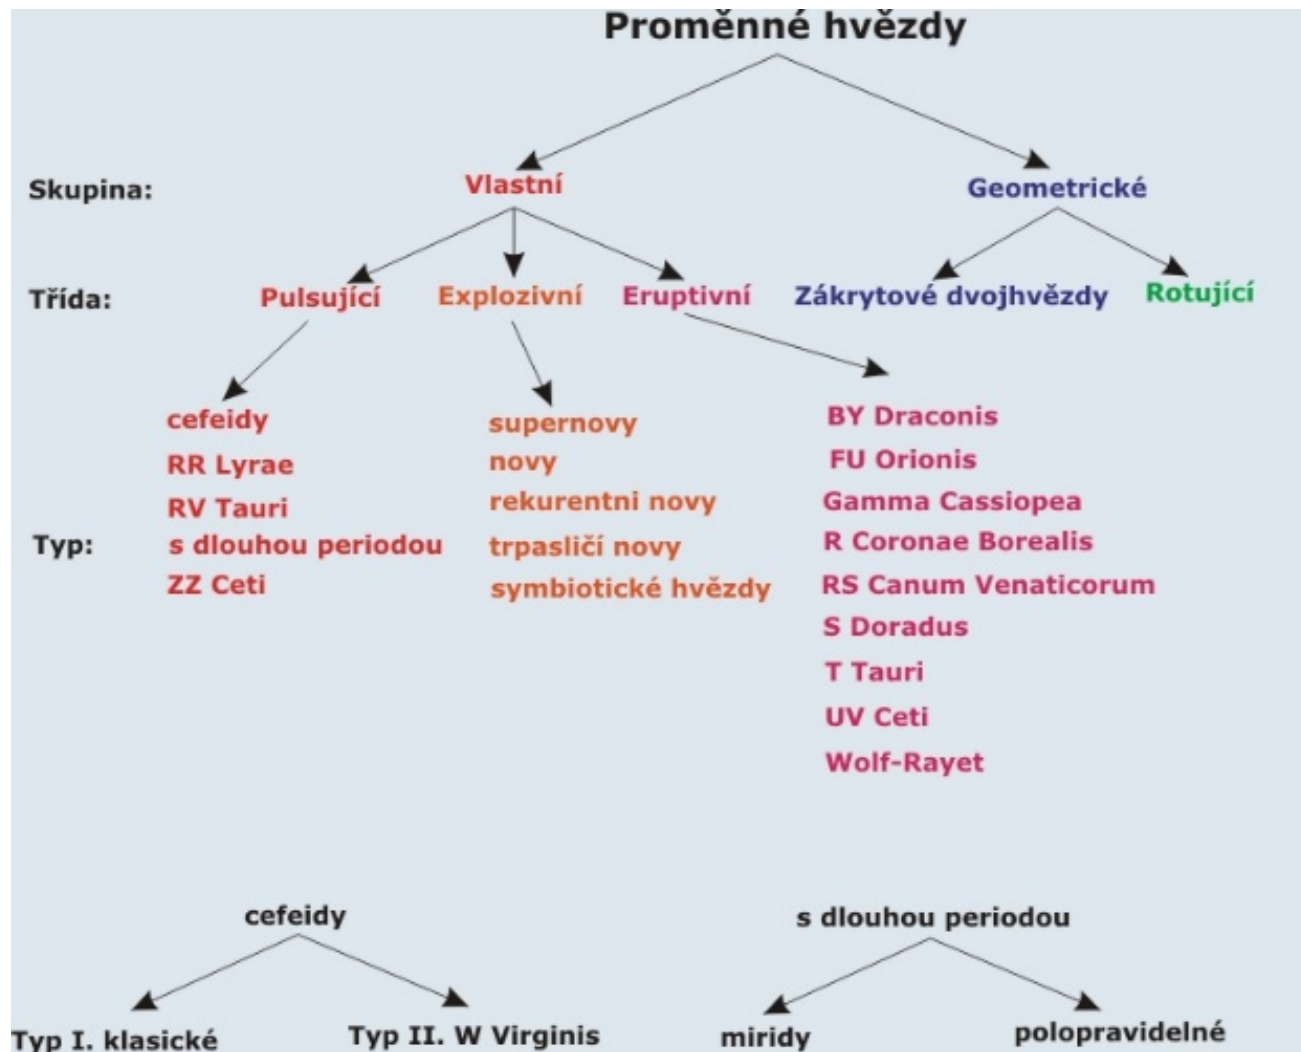 Proměnné hvězdy
Skupina:
Vlastní
Geometrické
Třída:
Pulsující
Explozivní
Eruptivní
Zákrytové dvojhvězdy
Rotující
cefeidy
RR Lyrae
RV Tauri
Typ:
s dlouhou periodou
ZZ Ceti
supernovy
novy
rekurentni novy
trpasličí novy
symbiotické hvězdy
BY Draconis
FU Orionis
Gamma Cassiopea
R Coronae Borealis
RS Canum Venaticorum
S Doradus
T Tauri
UV Ceti
Wolf-Rayet
cefeidy
Typ I. klasické
Typ II. W Virginis
s dlouhou periodou
miridy
polopravidelné